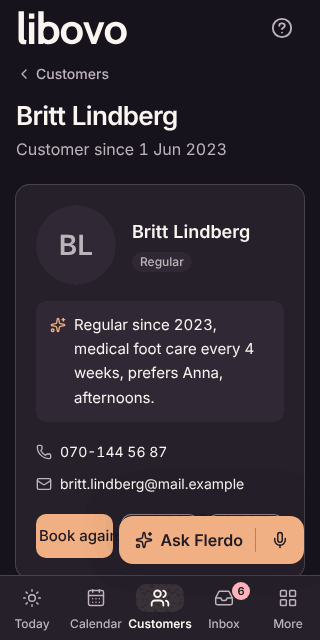 libovo
Customers
Britt Lindberg
Customer since 1 Jun 2023
BL
Britt Lindberg
Regular
Regular since 2023,
medical foot care every 4
weeks, prefers Anna,
afternoons.
070-144 56 87
britt.lindberg@mail.example
Book again
Ask Flerdo
6
Today
Calendar
Customers
Inbox
More